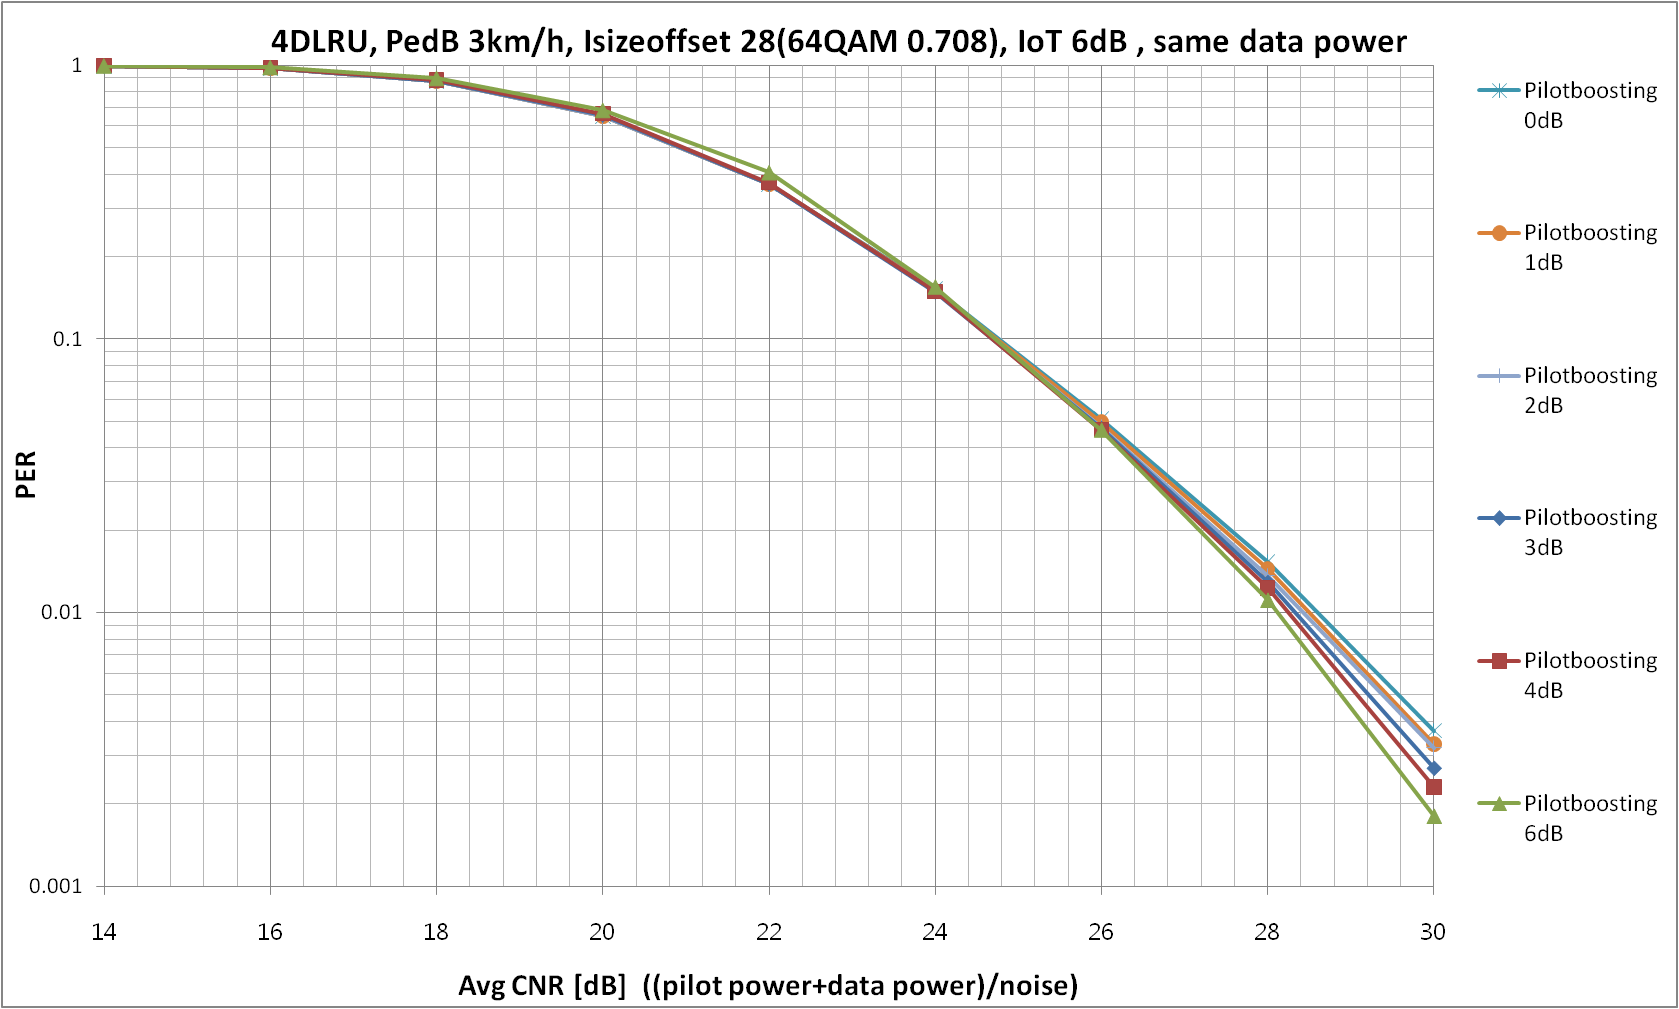 4DLRU, PedB 3km/h, Isizeoffset 28(64QAM 0.708), IoT 6dB , same data power
1
0.1
0.01
0.001
PER
14 16 18 20 22 24 26 28 30
Avg CNR [dB]  ((pilot power+data power)/noise)
Pilotboosting
0dB
Pilotboosting
1dB
Pilotboosting
2dB
Pilotboosting
3dB
Pilotboosting
4dB
Pilotboosting
6dB